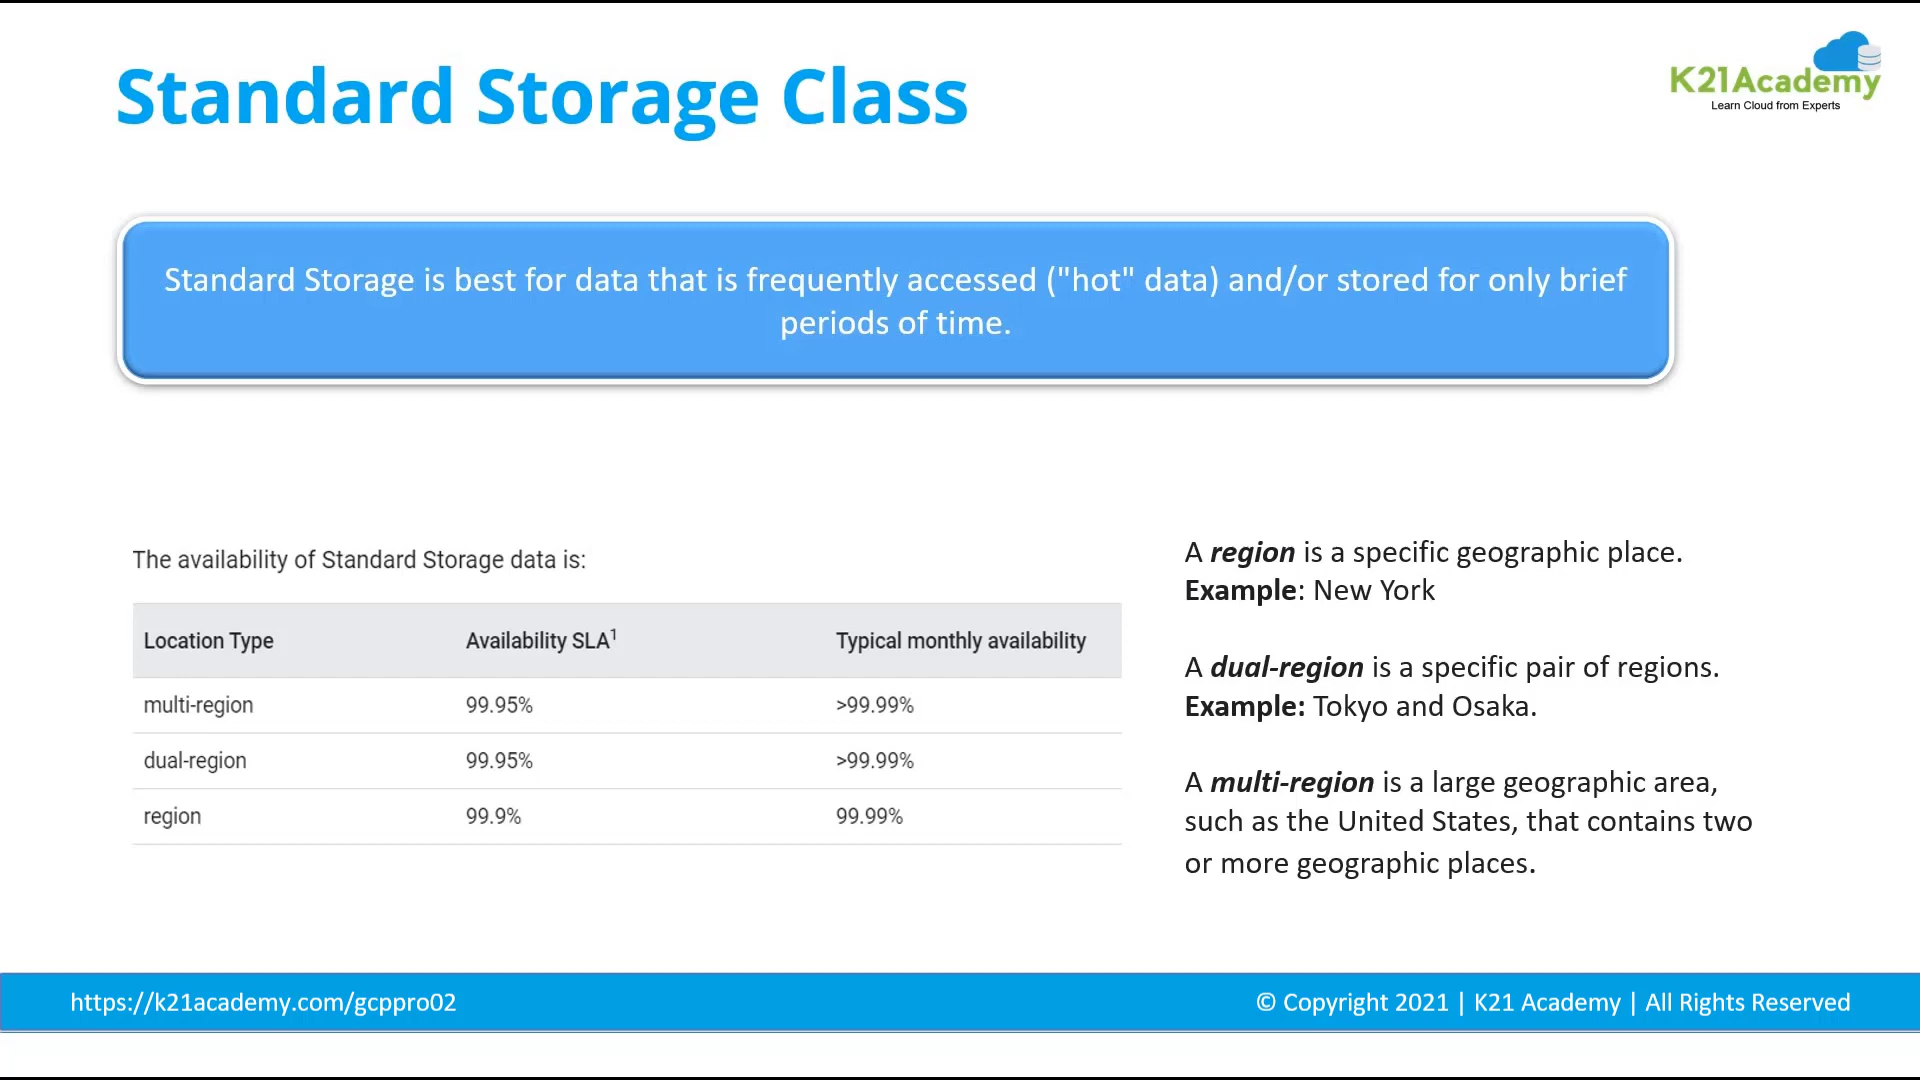 Standard Storage Class
K21Academy
Learn Cloud from Experts
Standard Storage is best for data that is frequently accessed ("hot" data) and/or stored for only brief
periods of time.
The availability of Standard Storage data is:
Location Type Availability SLA¹ Typical monthly availability
multi-region 99.95% >99.99%
dual-region 99.95% >99.99%
region 99.9% 99.99%
A region is a specific geographic place.
Example: New York
A dual-region is a specific pair of regions.
Example: Tokyo and Osaka.
A multi-region is a large geographic area,
such as the United States, that contains two
or more geographic places.
https://k21academy.com/gcppro02
© Copyright 2021 | K21 Academy | All Rights Reserved